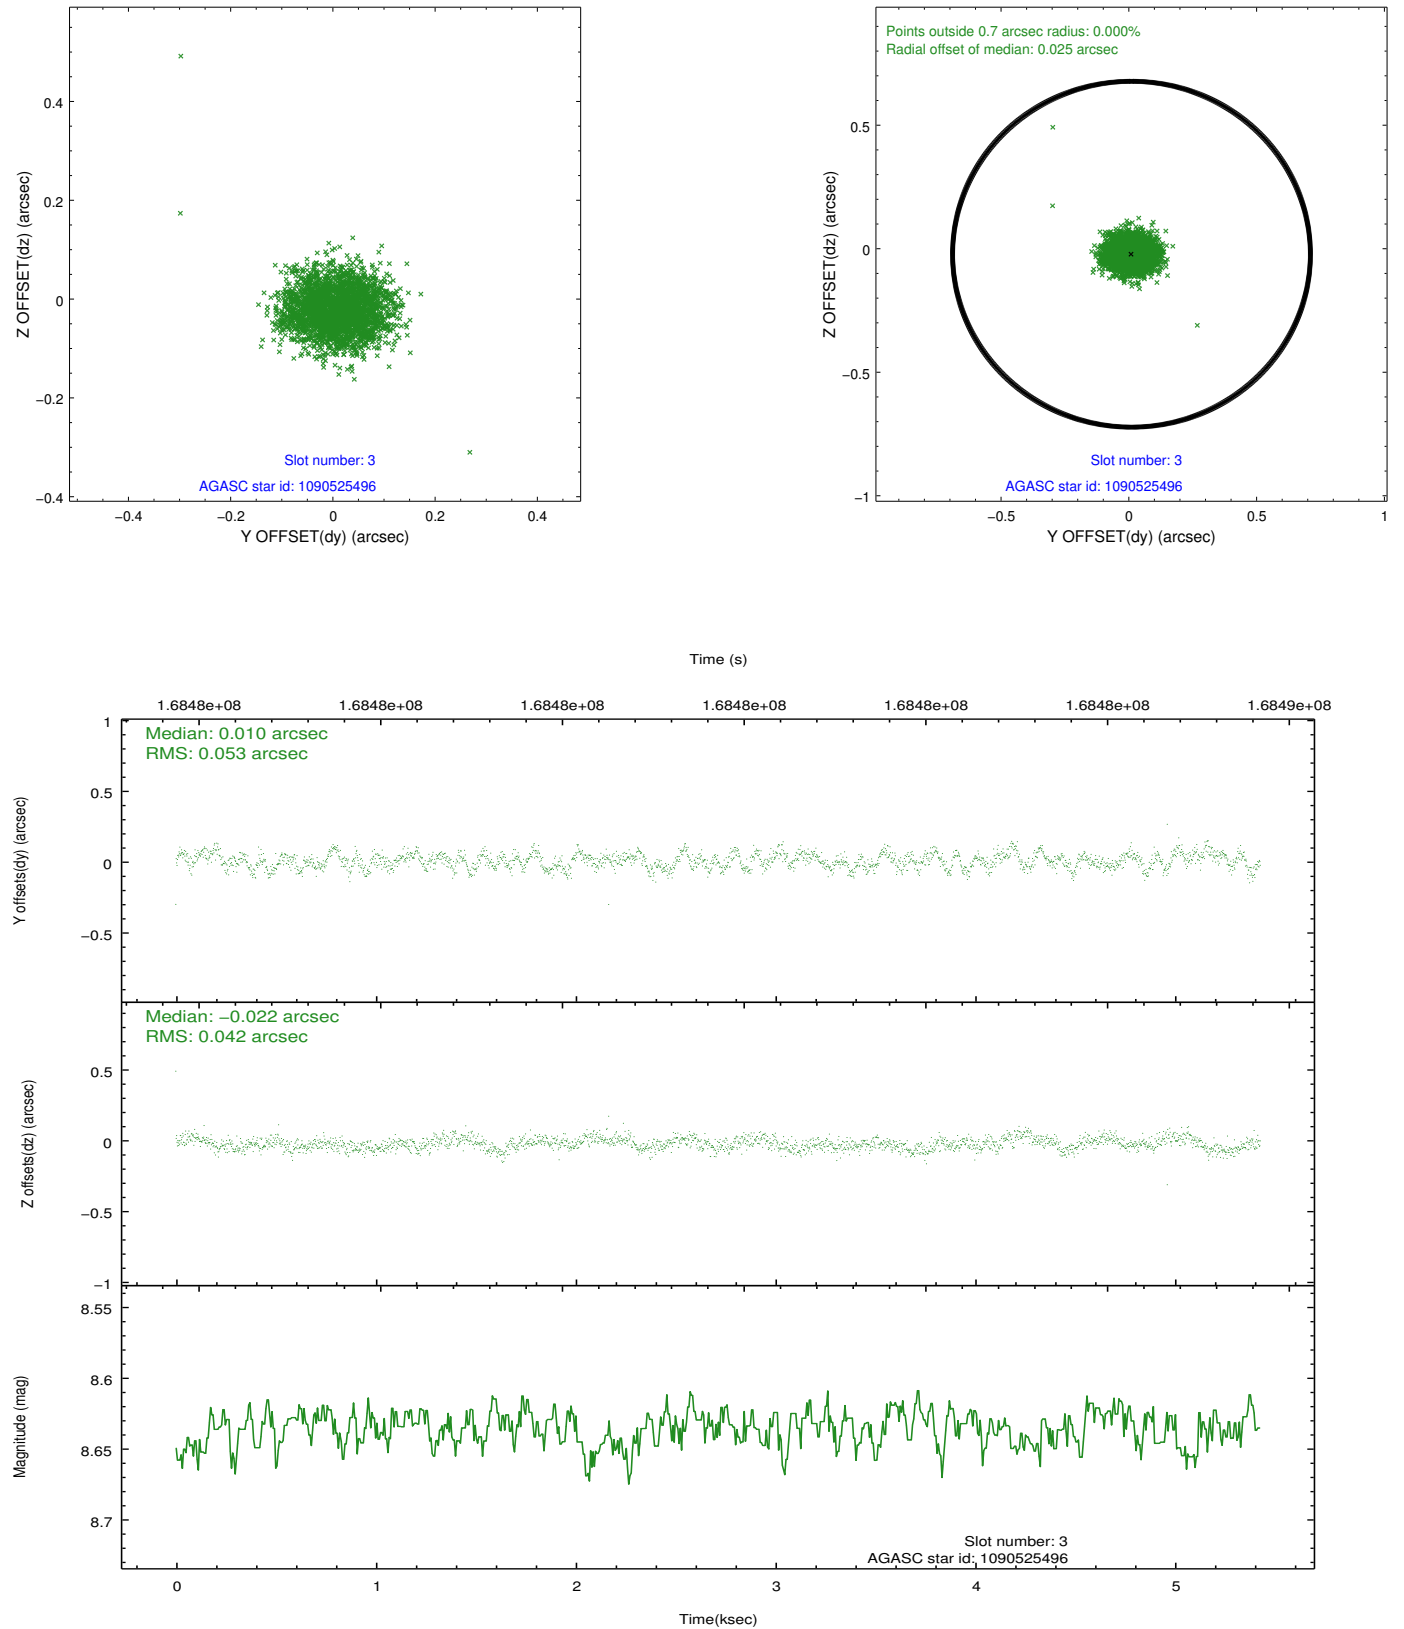 0.4
0.2
0
−0.2
−0.4
−0.4
−0.2
0
0.2
0.4
Z OFFSET(dz) (arcsec)
Y OFFSET(dy) (arcsec)
Slot number: 3
AGASC star id: 1090525496
Points outside 0.7 arcsec radius: 0.000%
Radial offset of median: 0.025 arcsec
0.5
0
−0.5
−1
−0.5
0
0.5
1
Z OFFSET(dz) (arcsec)
Y OFFSET(dy) (arcsec)
Slot number: 3
AGASC star id: 1090525496
Time (s)
1.6848e+08
1.6848e+08
1.6848e+08
1.6848e+08
1.6848e+08
1.6848e+08
1.6849e+08
Median: 0.010 arcsec
RMS: 0.053 arcsec
1
0.5
0
−0.5
Y offsets(dy) (arcsec)
Median: −0.022 arcsec
RMS: 0.042 arcsec
0.5
0
−0.5
−1
Z offsets(dz) (arcsec)
8.55
8.6
8.65
8.7
Magnitude (mag)
Slot number: 3
AGASC star id: 1090525496
0
1
2
3
4
5
Time(ksec)